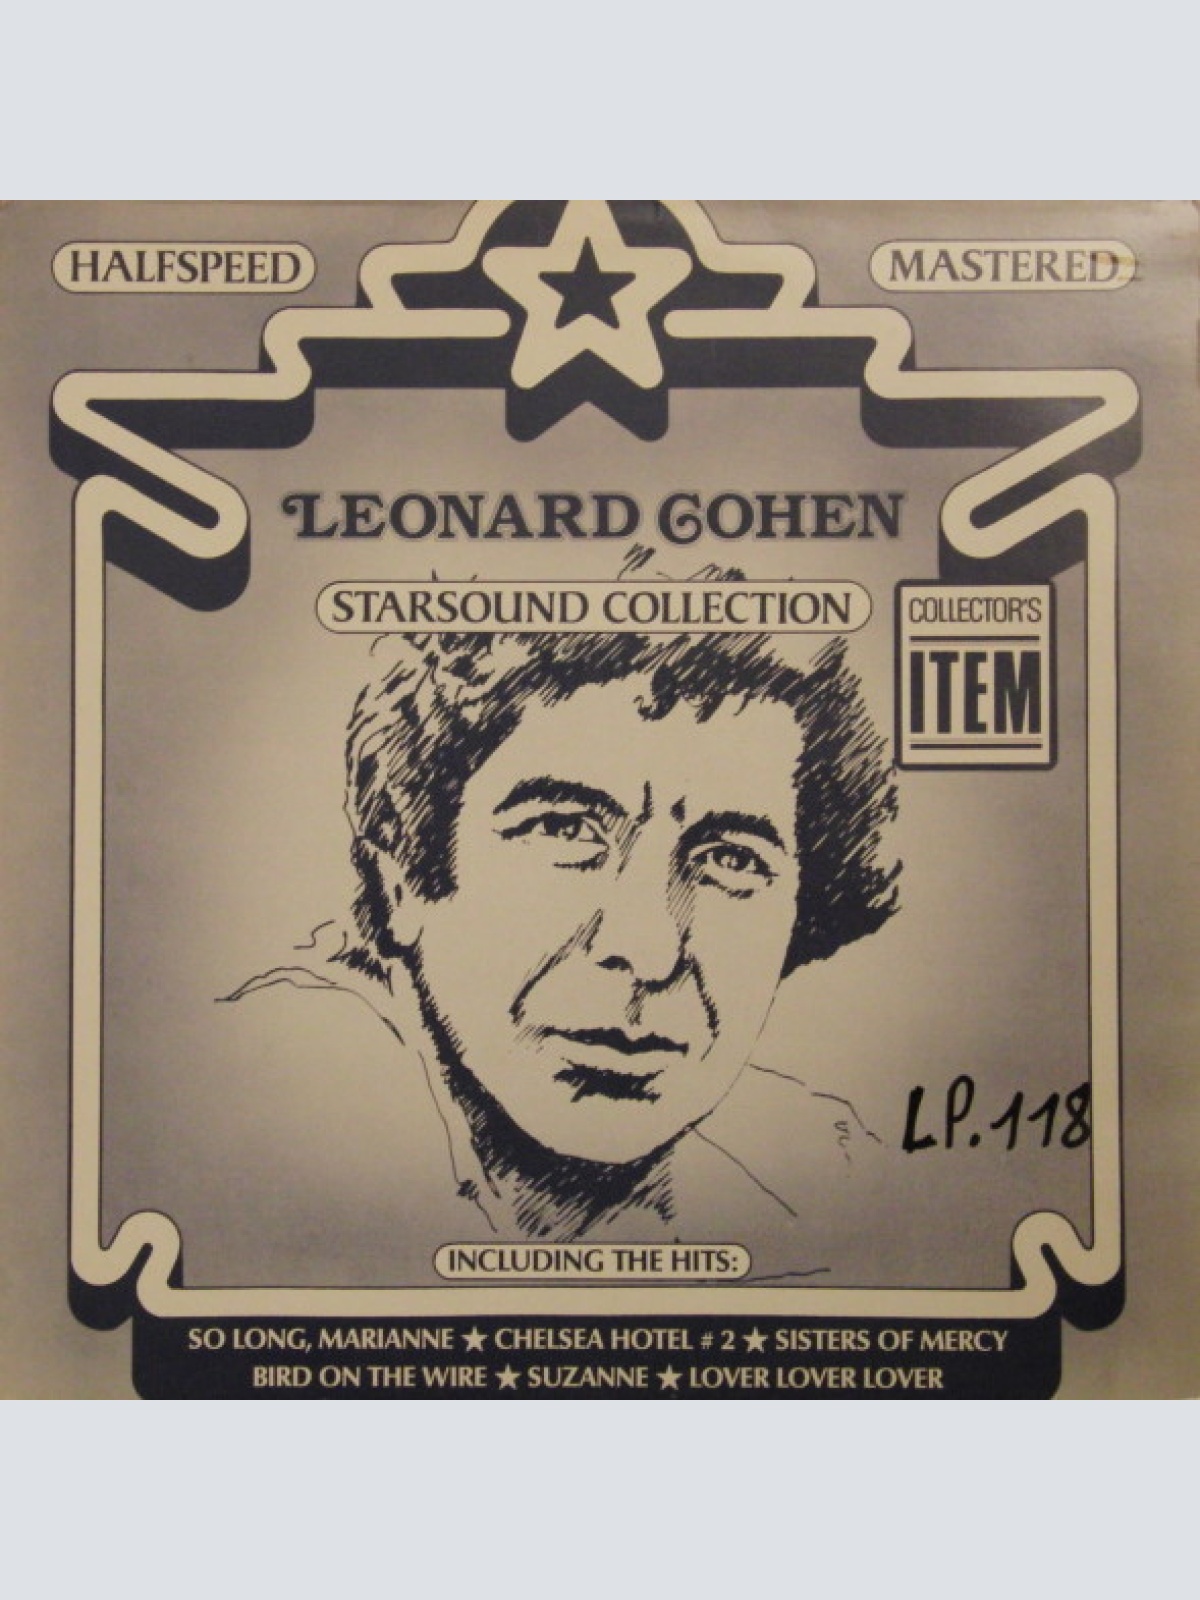 HALFSPEED
MASTERED
LEONARD COHEN
STARSOUND COLLECTION
COLLECTOR'S
ITEM
LP. 118
INCLUDING THE HITS:
SO LONG, MARIANNE ★ CHELSEA HOTEL # 2 ★ SISTERS OF MERCY
BIRD ON THE WIRE ★ SUZANNE ★ LOVER LOVER LOVER